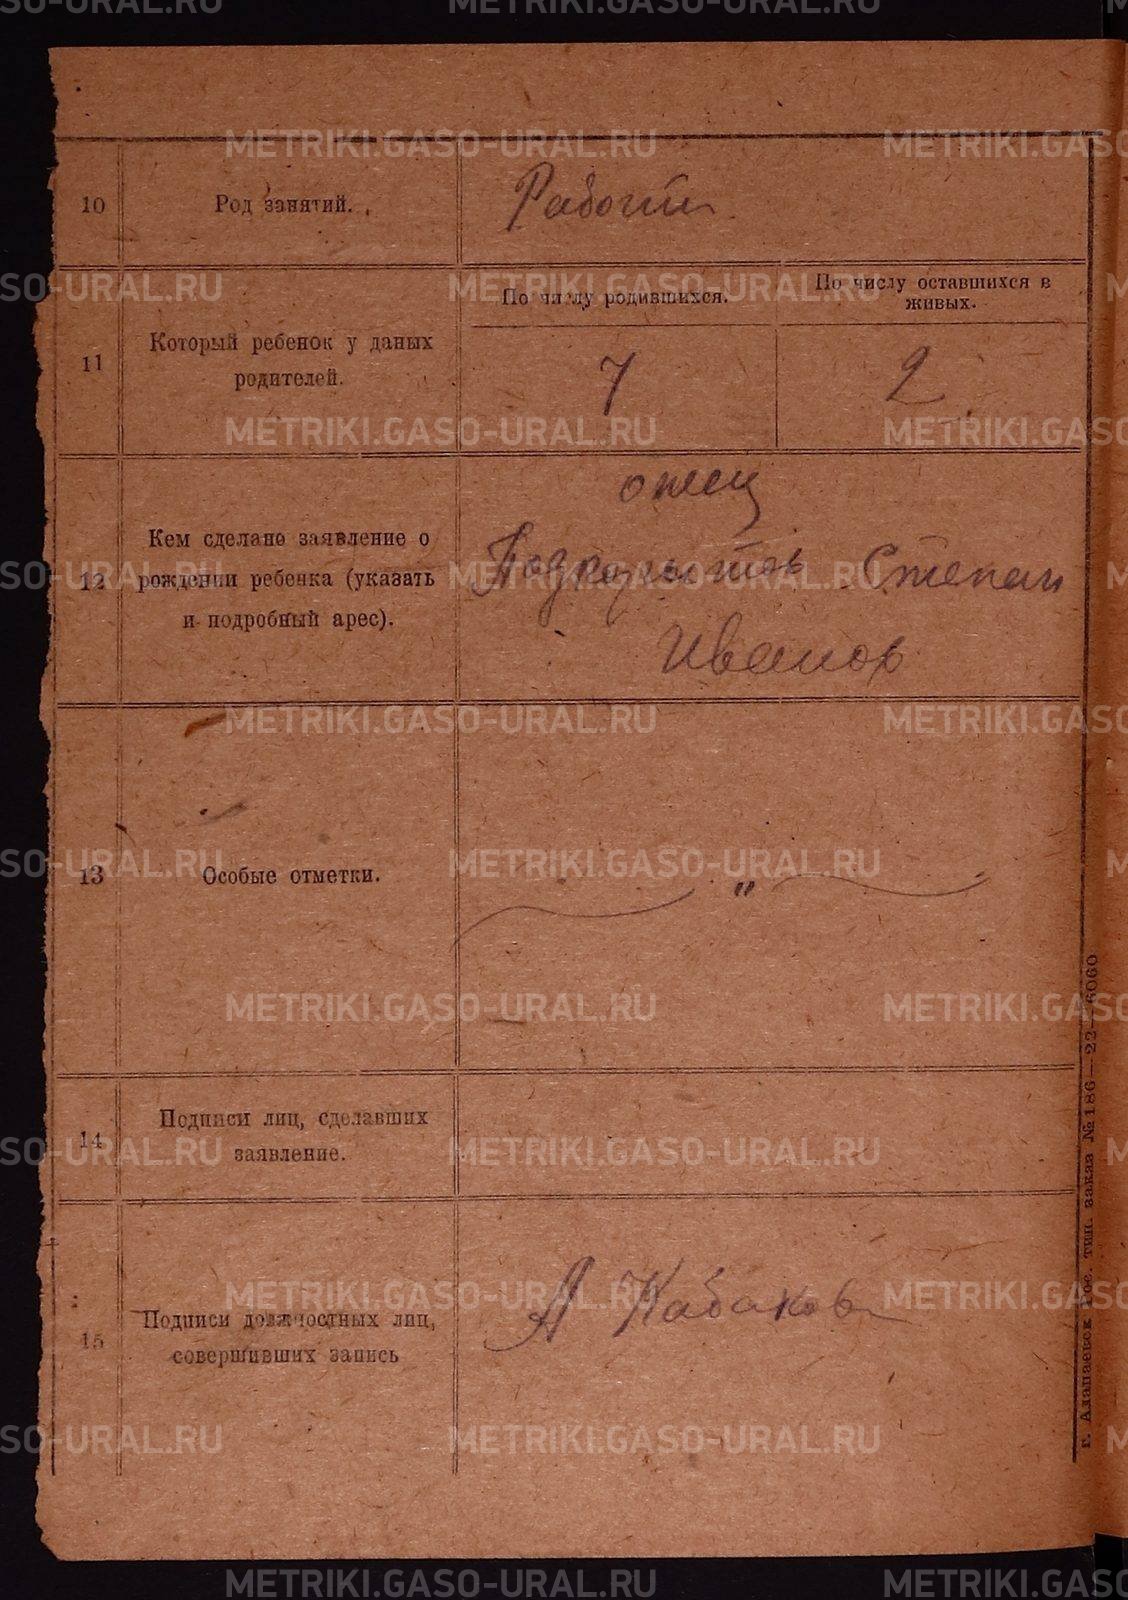 10 Род занятий. Работн
По числу родившихся. По числу оставшихся в
живых.
11 Который ребенок у даных
родителей. 7 2
отец
Кем сделано заявление о
12 рождении ребенка (указать Подкорытов Степан
и подробный арес). Иванов
13 Особые отметки. "
14 Подписи лиц, сделавших
заявление.
15 Подписи должностных лиц, А Кабаков
совершивших запись
г. Алапаевск Гос. тип. заказ №186—22—6060
METRIKI.GASO-URAL.RU